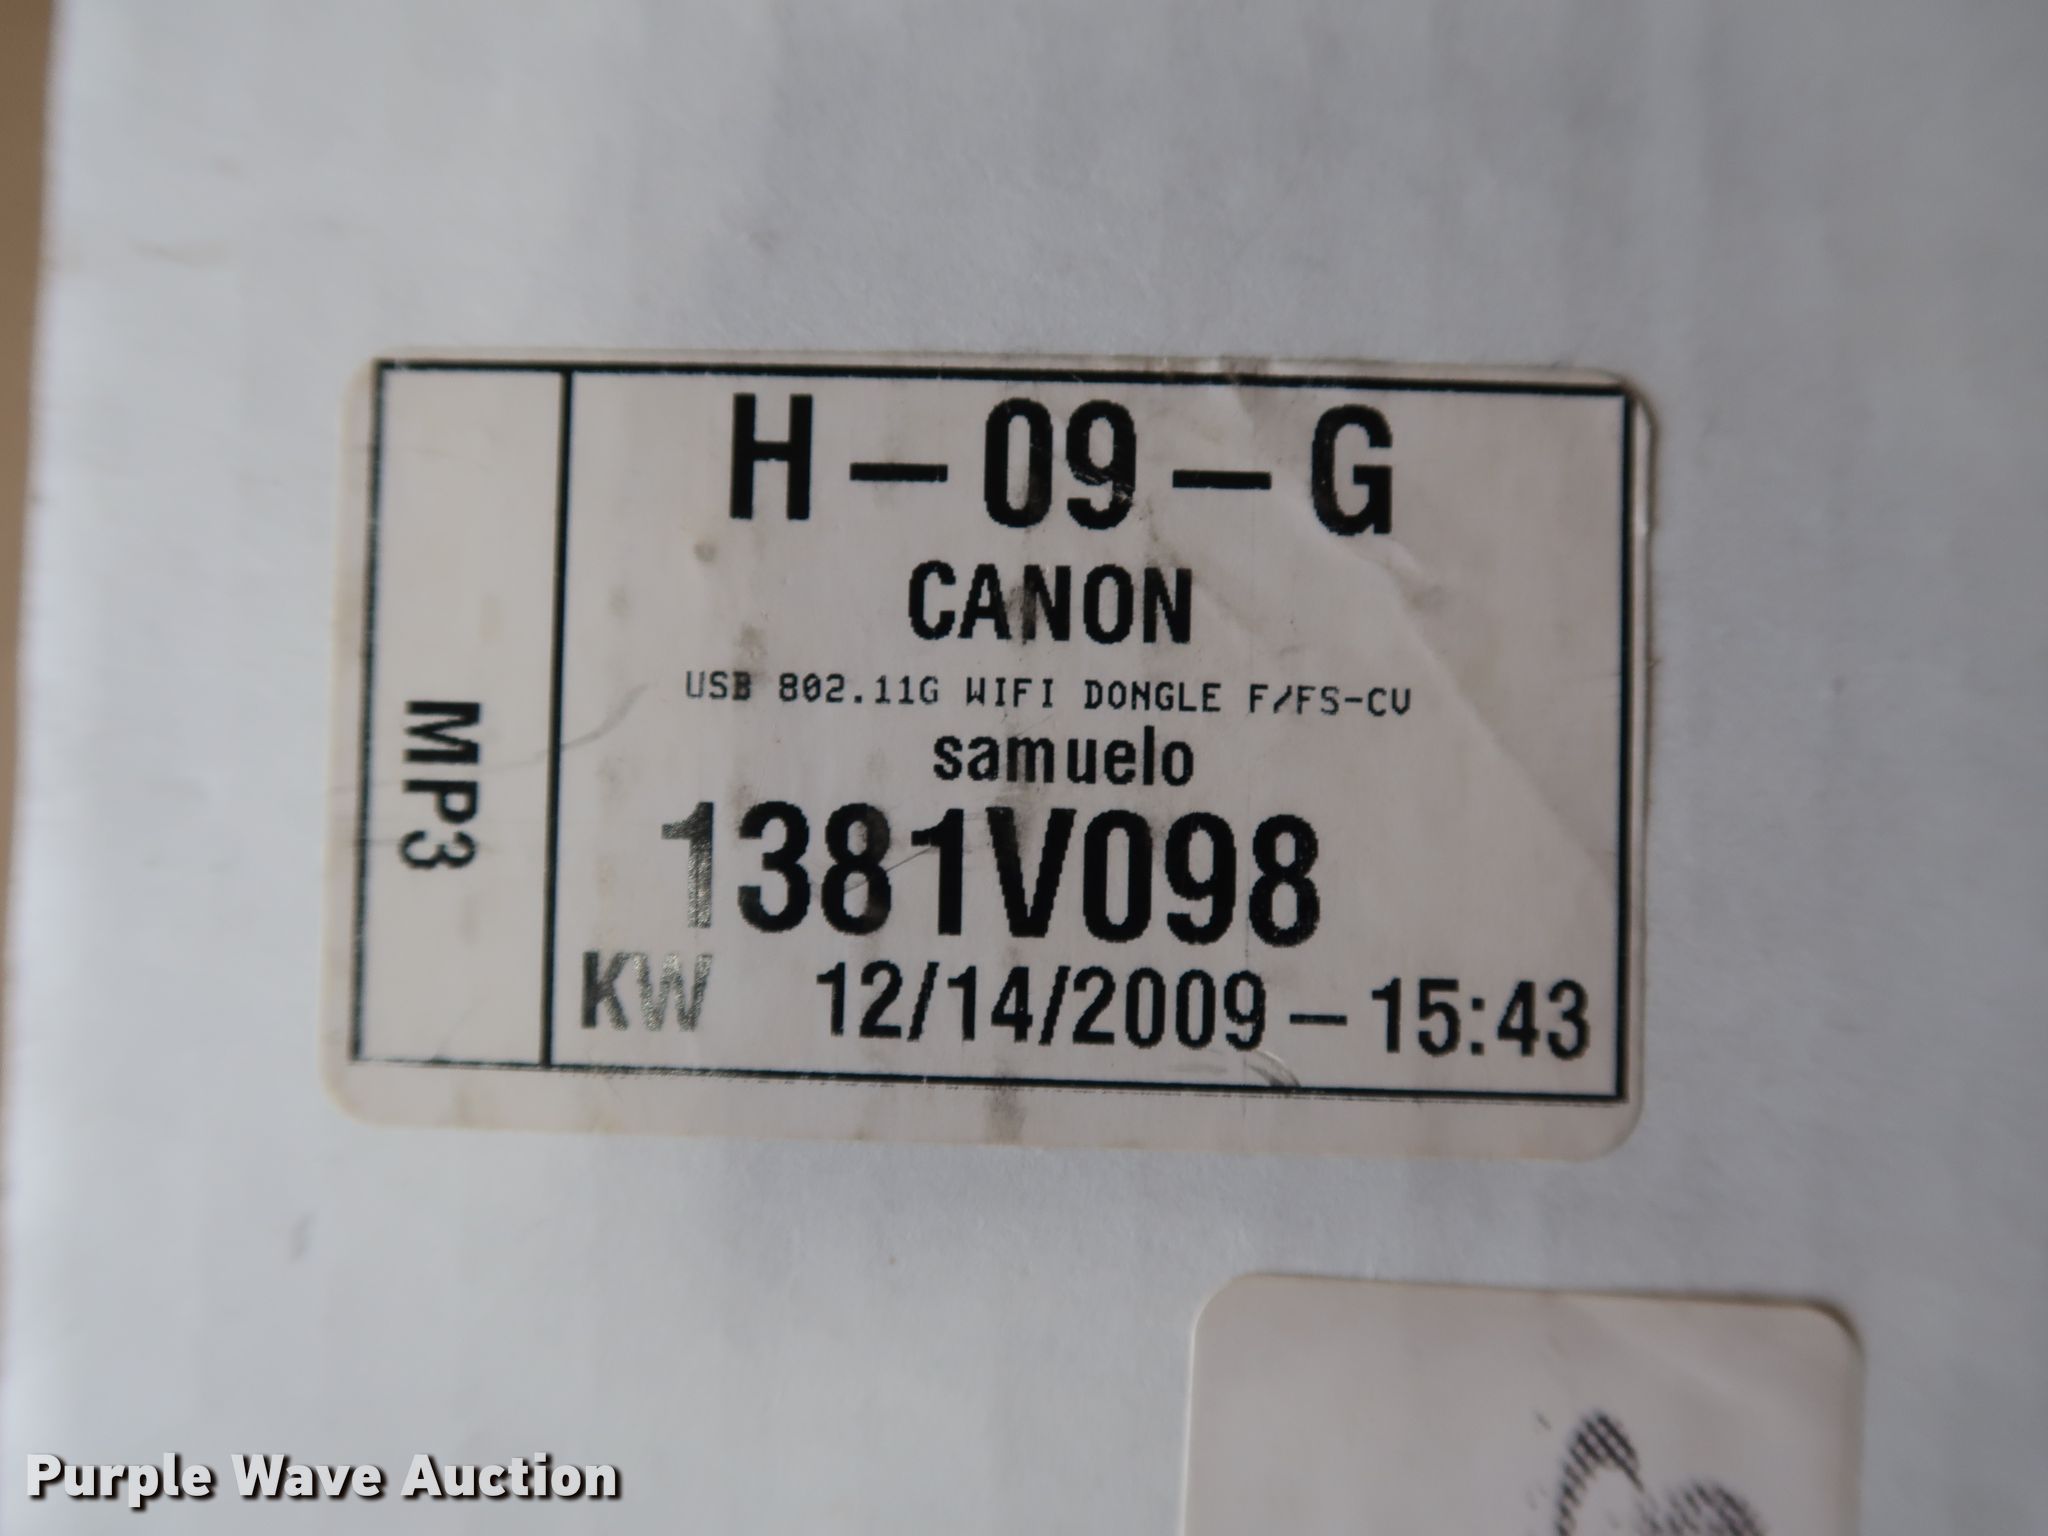 H-09-G
CANON
USB 802.11G WIFI DONGLE F/FS-CV
samuelo
1381V098
KW 12/14/2009-15:43
MP3
Purple Wave Auction